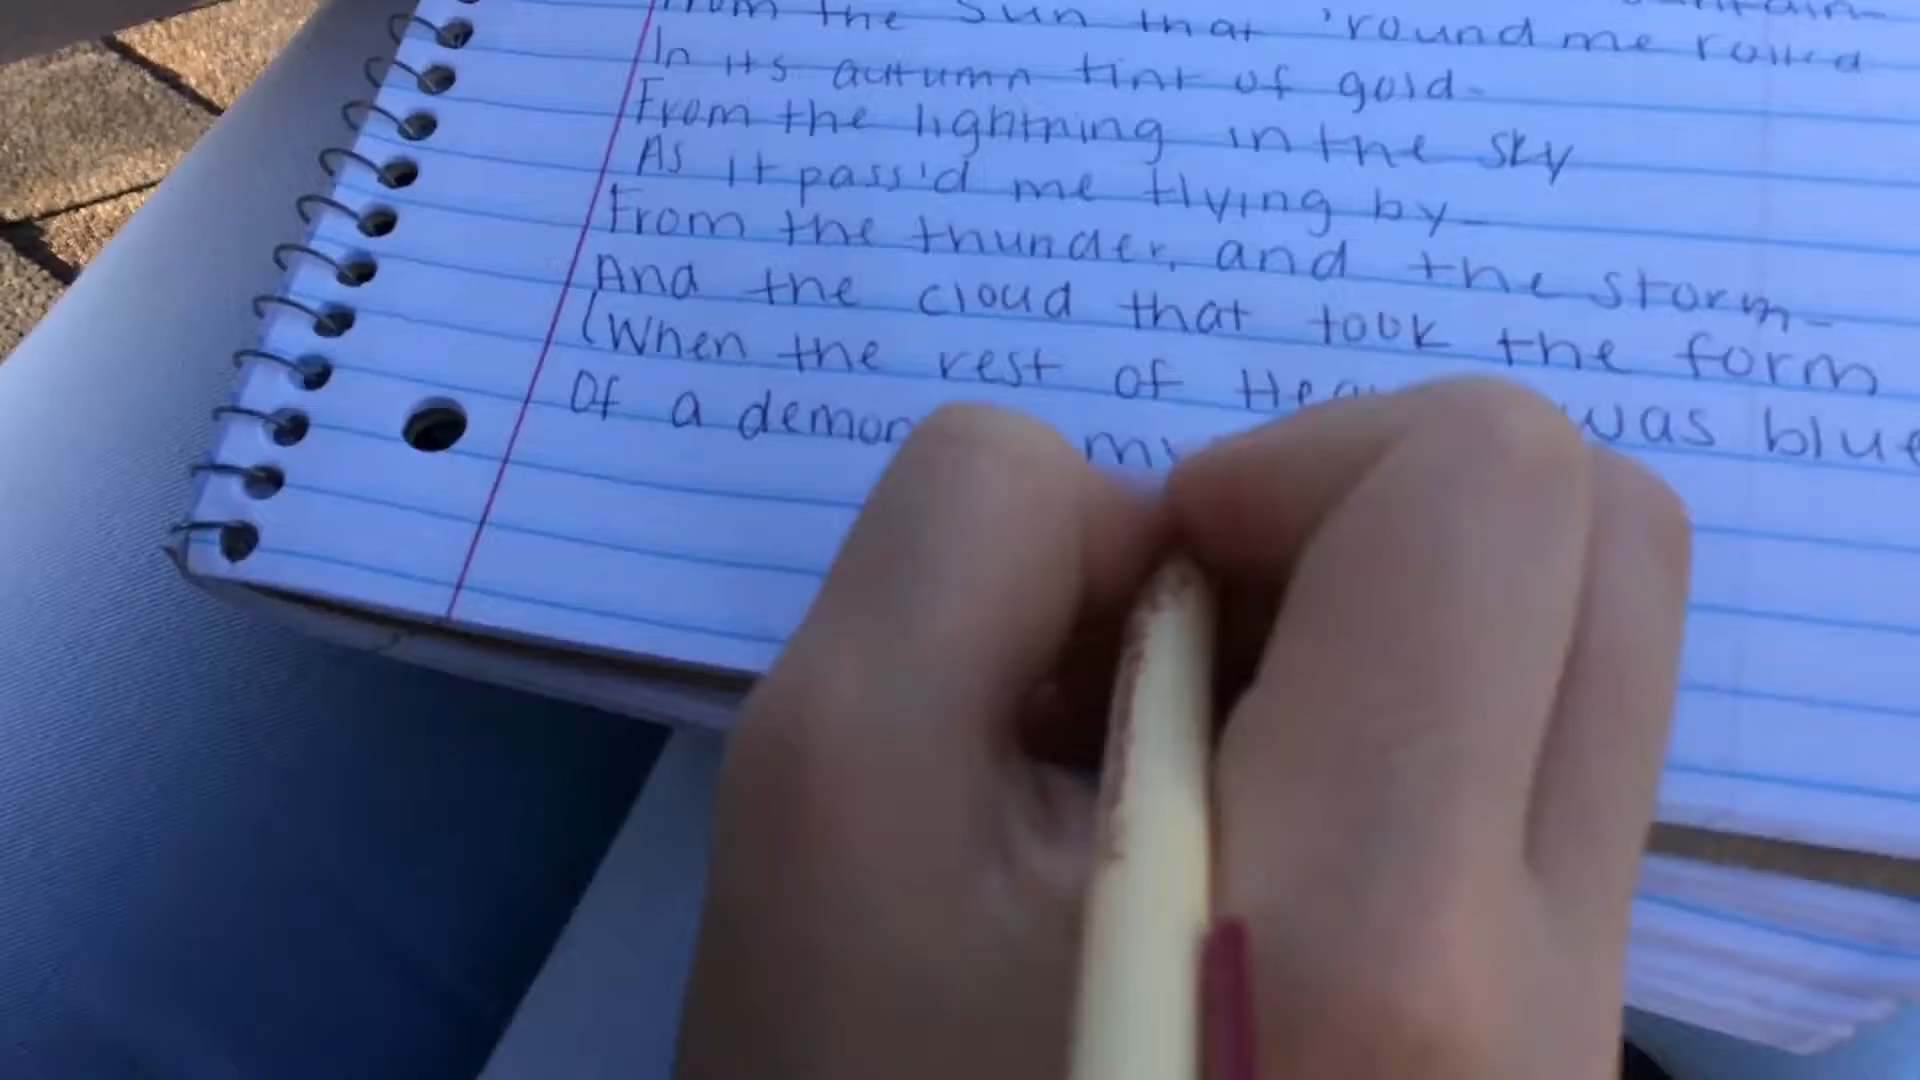 from the Sun that 'round me rolled
In its autumn tint of gold-
From the lightning in the sky
As it pass'd me flying by-
From the thunder, and the storm-
And the cloud that took the form
(When the rest of Hea was blue
Of a demon my